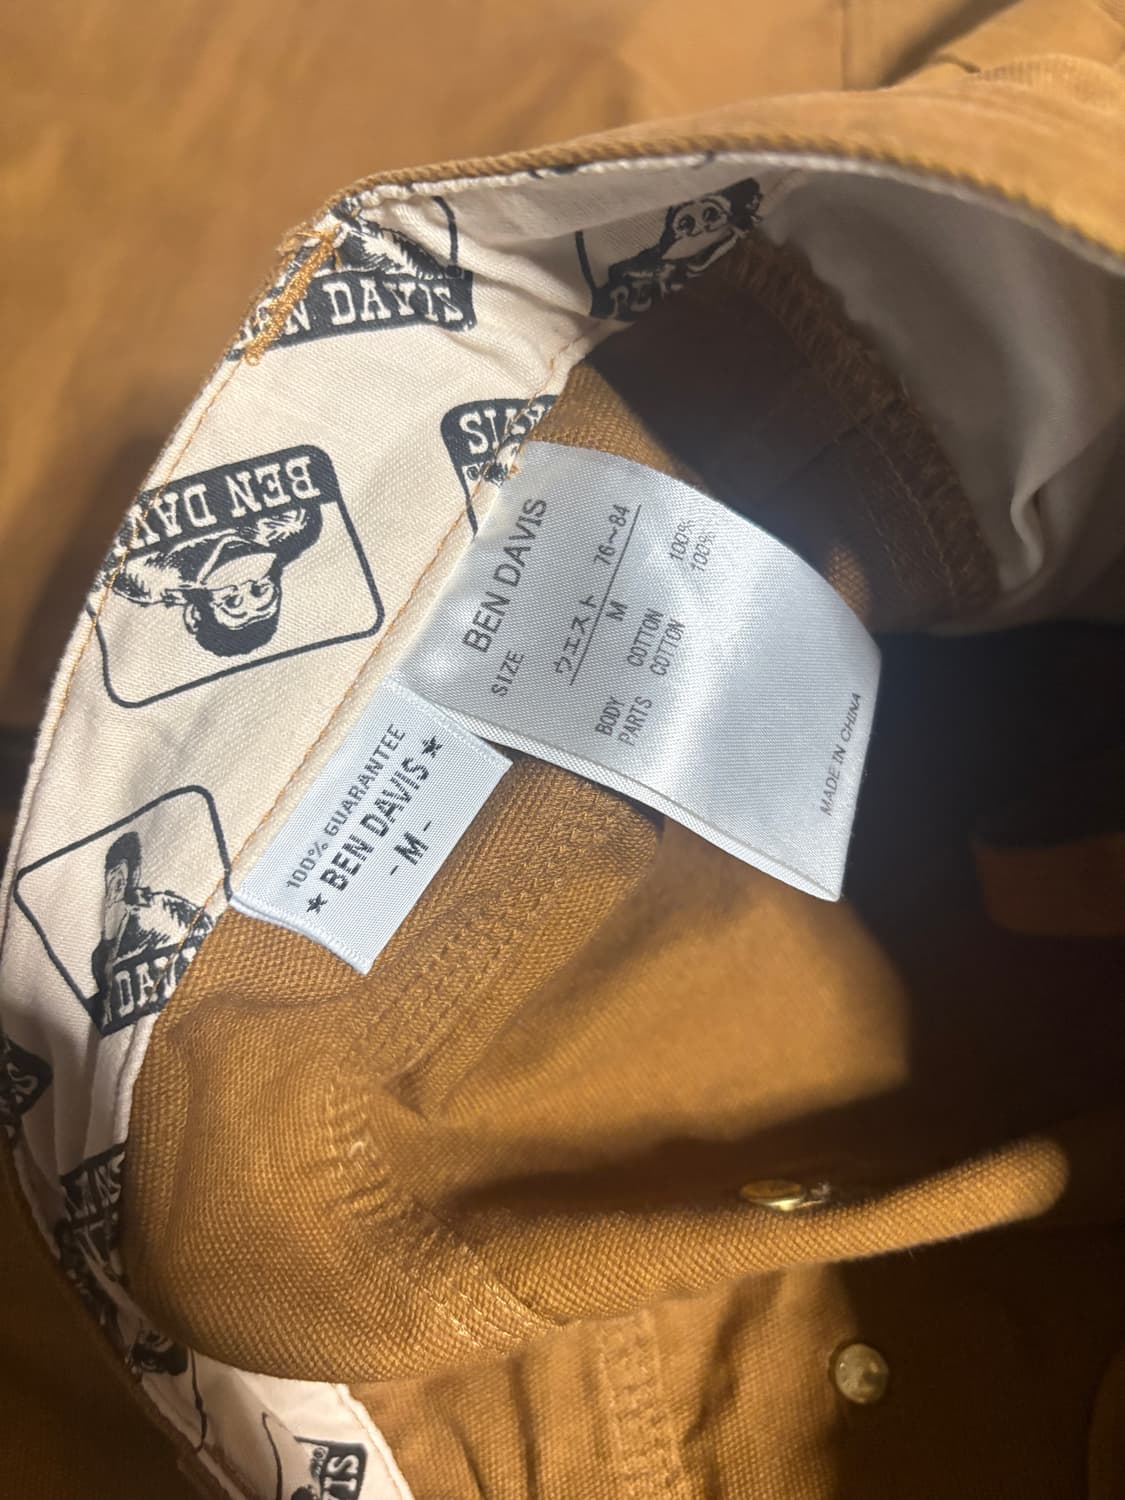 BEN DAVIS
BEN DAVIS
BEN DAVIS
SIZE
ウエスト 76~84
M
BODY COTTON 100%
PARTS COTTON 100%
MADE IN CHINA
100% GUARANTEE
★ BEN DAVIS ★
- M -